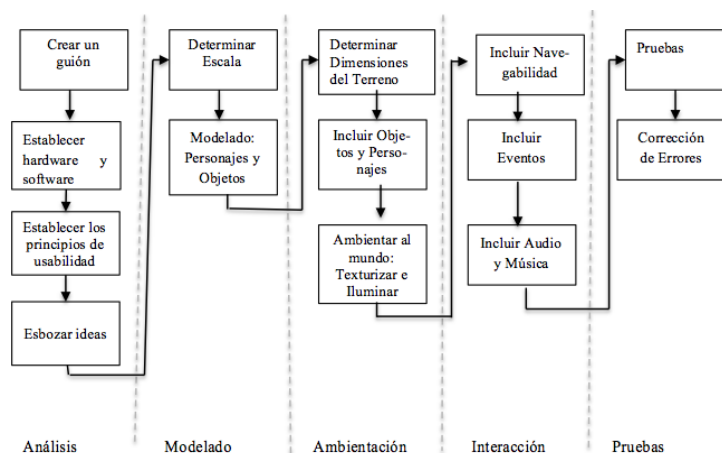 Crear un
guión
Establecer
hardware y
software
Establecer los
principios de
usabilidad
Esbozar ideas
Determinar
Escala
Modelado:
Personajes y
Objetos
Determinar
Dimensiones
del Terreno
Incluir Obje-
tos y Perso-
najes
Ambientar al
mundo:
Texturizar e
Iluminar
Incluir Nave-
gabilidad
Incluir
Eventos
Incluir Audio
y Música
Pruebas
Corrección
de Errores
Análisis
Modelado
Ambientación
Interacción
Pruebas